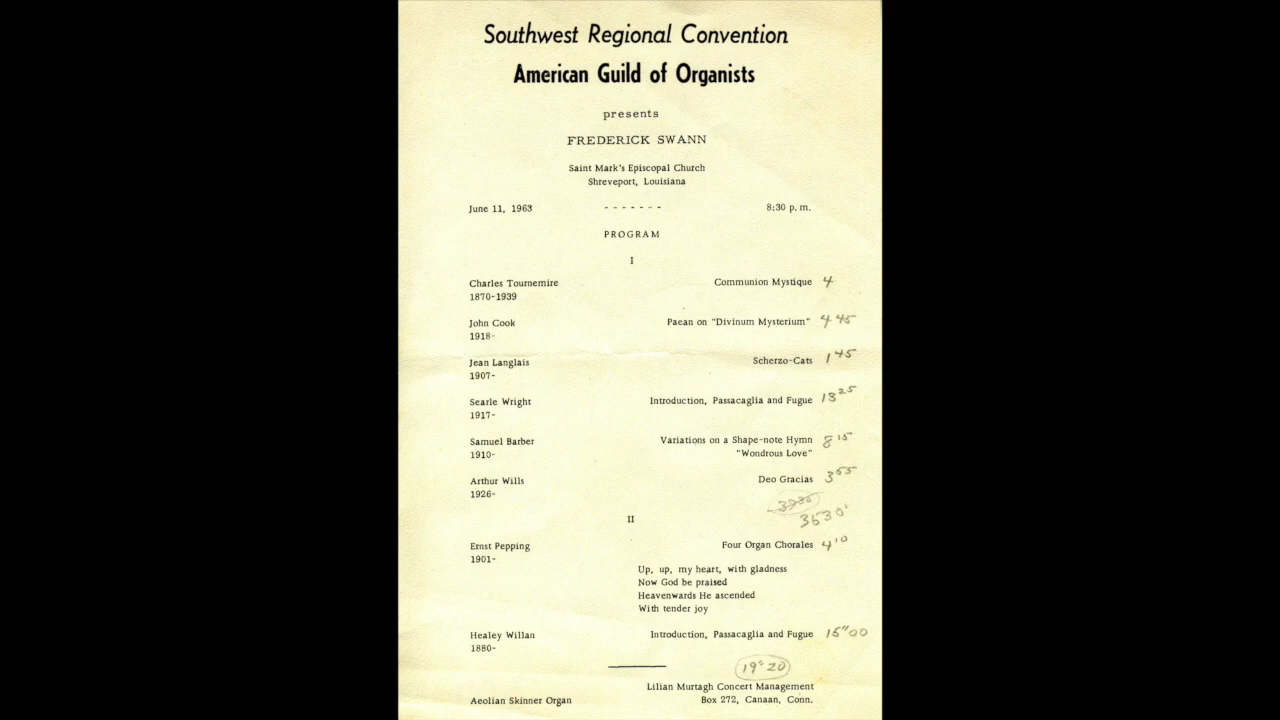 Southwest Regional Convention
American Guild of Organists
presents
FREDERICK SWANN
Saint Mark's Episcopal Church
Shreveport, Louisiana
June 11, 1963 - - - - - - - 8:30 p.m.
PROGRAM
I
Charles Tournemire Communion Mystique 4
1870-1939
John Cook Paean on "Divinum Mysterium" 4 45
1918-
Jean Langlais Scherzo-Cats 1 45
1907-
Searle Wright Introduction, Passacaglia and Fugue 13 25
1917-
Samuel Barber Variations on a Shape-note Hymn 8 15
1910- "Wondrous Love"
Arthur Wills Deo Gracias 3 55
1926-
II
Ernst Pepping Four Organ Chorales 4 10
1901-
Up, up, my heart, with gladness
Now God be praised
Heavenwards He ascended
With tender joy
Healey Willan Introduction, Passacaglia and Fugue 15"00
1880-
19" 20
Lilian Murtagh Concert Management
Aeolian Skinner Organ Box 272, Canaan, Conn.